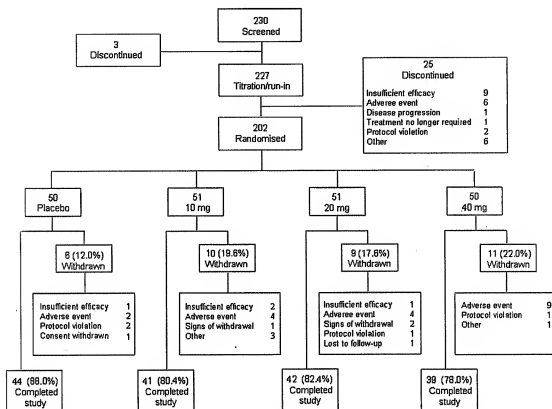 230
Screened
3
Discontinued
227
Titration/run-in
25
Discontinued
Insufficient efficacy 9
Adverse event 6
Disease progression 1
Treatment no longer required 1
Protocol violation 2
Other 6
202
Randomised
50
Placebo
51
10 mg
51
20 mg
50
40 mg
6 (12.0%)
Withdrawn
10 (19.6%)
Withdrawn
9 (17.6%)
Withdrawn
11 (22.0%)
Withdrawn
Insufficient efficacy 1
Adverse event 2
Protocol violation 2
Consent withdrawn 1
Insufficient efficacy 2
Adverse event 4
Signs of withdrawal 1
Other 3
Insufficient efficacy 1
Adveree event 4
Signs of withdrawal 2
Protocol violation 1
Lost to follow-up 1
Adverse event 9
Protocol violation 1
Other 1
44 (88.0%)
Completed
study
41 (80.4%)
Completed
study
42 (82.4%)
Completed
study
39 (78.0%)
Completed
study